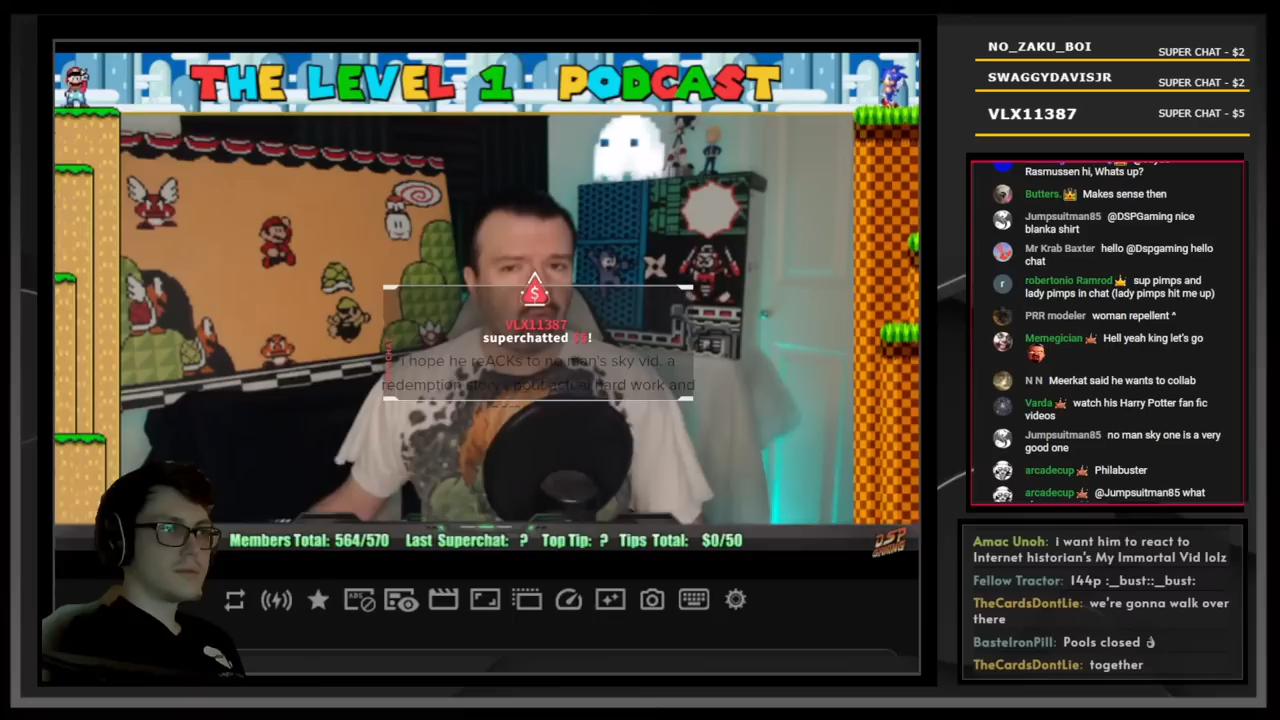 THE LEVEL 1 PODCAST
VLX11387
superchatted $5!
i hope he reACKs to no man's sky vid. a
redemption story about actual hard work and
Members Total: 564/570 Last Superchat: ? Top Tip: ? Tips Total: $0/50
DSP
GAMING
NO_ZAKU_BOI SUPER CHAT - $2
SWAGGYDAVISJR SUPER CHAT - $2
VLX11387 SUPER CHAT - $5
Rasmussen hi, Whats up?
Butters. Makes sense then
Jumpsuitman85 @DSPGaming nice
blanka shirt
Mr Krab Baxter hello @Dspgaming hello
chat
robertonio Ramrod sup pimps and
lady pimps in chat (lady pimps hit me up)
PRR modeler woman repellent ^
Memegician Hell yeah king let's go
N N Meerkat said he wants to collab
Varda watch his Harry Potter fan fic
videos
Jumpsuitman85 no man sky one is a very
good one
arcadecup Philabuster
arcadecup @Jumpsuitman85 what
Amac Unoh: i want him to react to
Internet historian's My Immortal Vid lolz
Fellow Tractor: 144p :_bust::_bust:
TheCardsDontLie: we're gonna walk over
there
BasteIronPill: Pools closed 👌
TheCardsDontLie: together